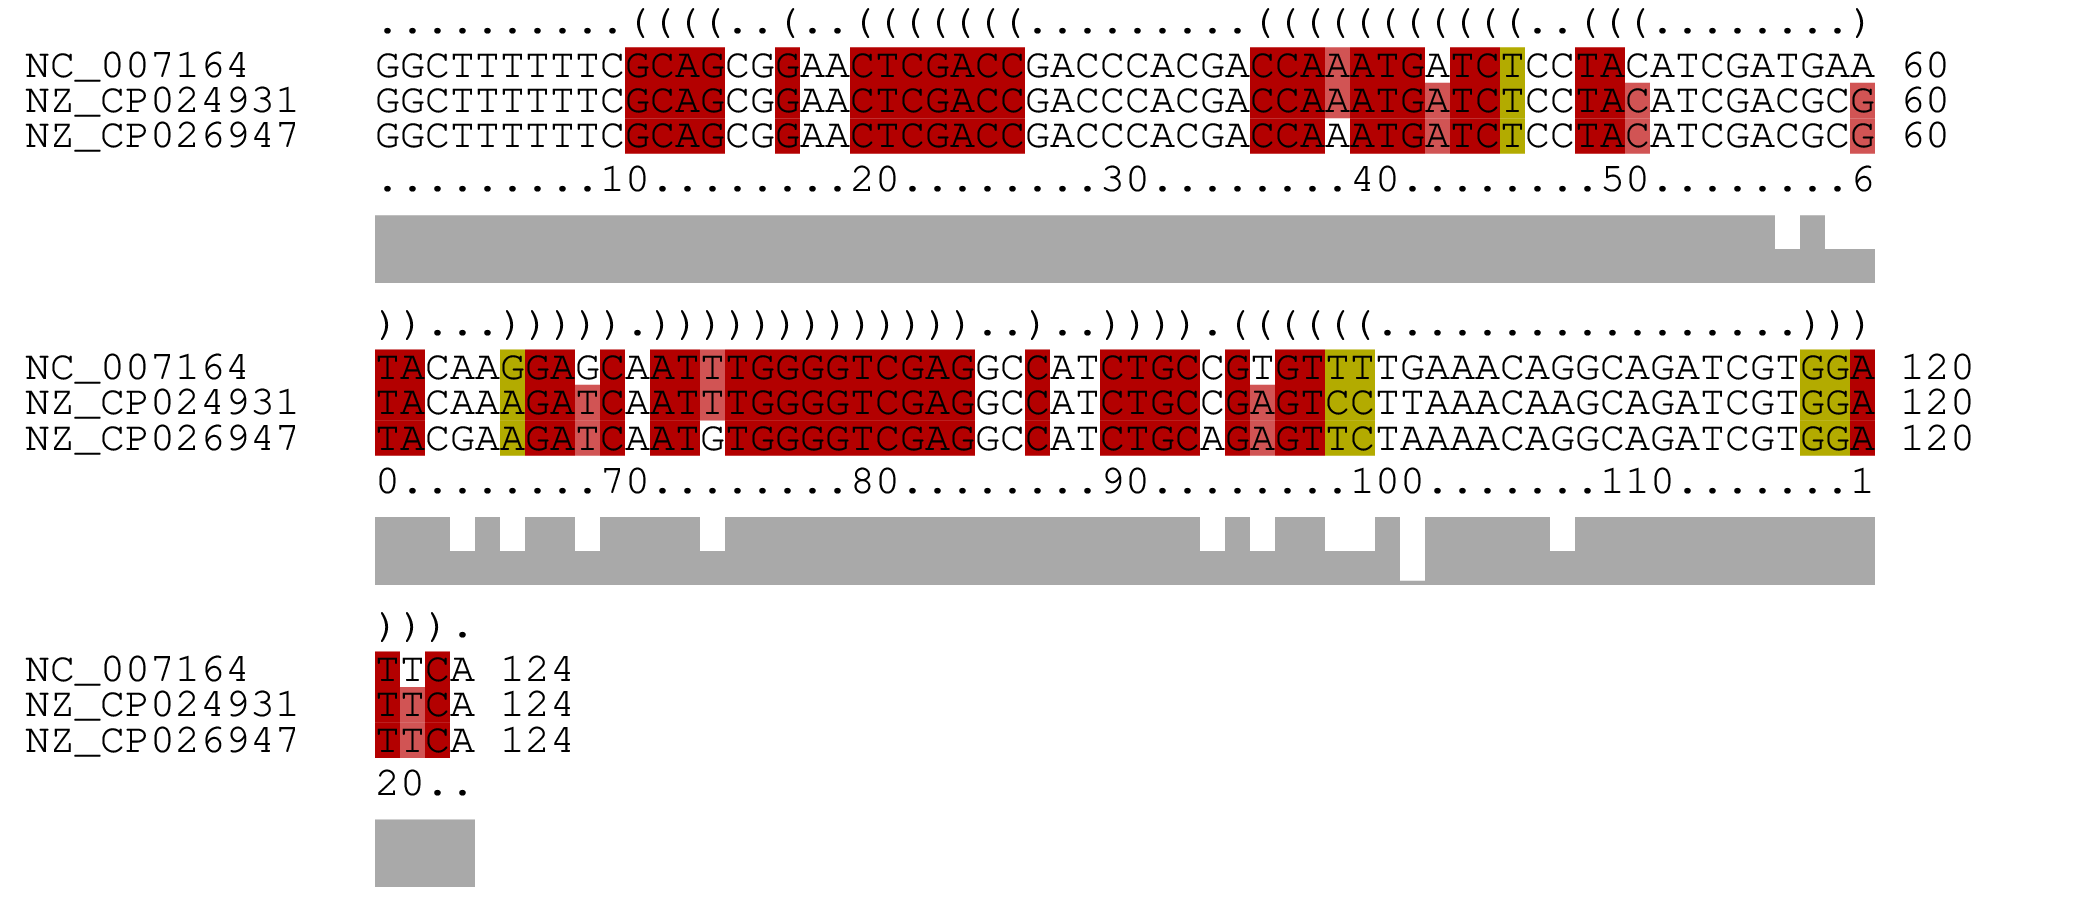 ..........((((..(..(((((((.........(((((((((((..(((........)
NC_007164 GGCTTTTTTCGCAGCGGAACTCGACCGACCCACGACCAAATGATCTCCTACATCGATGAA 60
NZ_CP024931 GGCTTTTTTCGCAGCGGAACTCGACCGACCCACGACCAAATGATCTCCTACATCGACGCG 60
NZ_CP026947 GGCTTTTTTCGCAGCGGAACTCGACCGACCCACGACCAAATGATCTCCTACATCGACGCG 60
.........10........20........30........40........50........6
))...))))).)))))))))))))..)..)))).((((((.................)))
NC_007164 TACAAGGAGCAATTTGGGGTCGAGGCCATCTGCCGTGTTTTGAAACAGGCAGATCGTGGA 120
NZ_CP024931 TACAAAGATCAATTTGGGGTCGAGGCCATCTGCCGAGTCCTTAAACAAGCAGATCGTGGA 120
NZ_CP026947 TACGAAGATCAATGTGGGGTCGAGGCCATCTGCAGAGTTCTAAAACAGGCAGATCGTGGA 120
0........70........80........90........100.......110.......1
))).
NC_007164 TTCA 124
NZ_CP024931 TTCA 124
NZ_CP026947 TTCA 124
20..